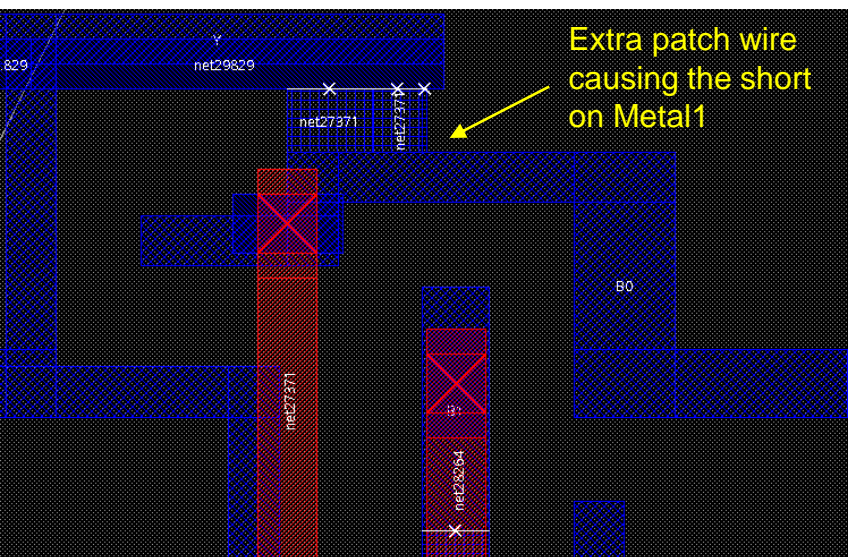 Extra patch wire
causing the short
on Metal1
Y
.829
net29829
net27371
net27371
B0
net27371
net28264